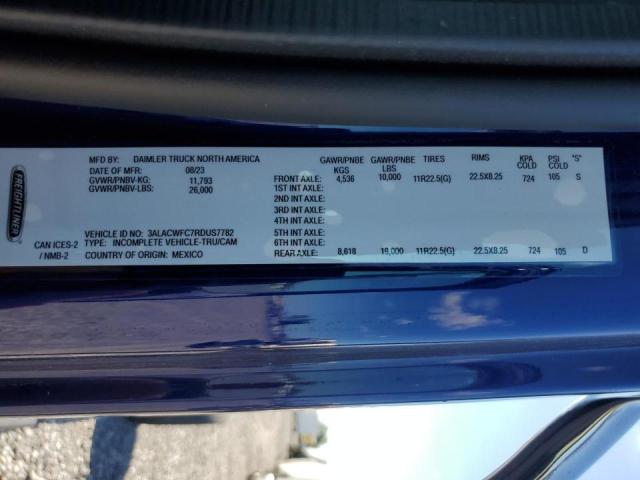 FREIGHTLINER
MFD BY: DAIMLER TRUCK NORTH AMERICA
DATE OF MFR: 08/23
GVWR/PNBV-KG: 11,793
GVWR/PNBV-LBS: 26,000
VEHICLE ID NO: 3ALACWFC7RDUS7782
TYPE: INCOMPLETE VEHICLE-TRU/CAM
COUNTRY OF ORIGIN: MEXICO
CAN ICES-2
/ NMB-2
GAWR/PNBE KGS GAWR/PNBE LBS TIRES RIMS KPA COLD PSI COLD "S"
FRONT AXLE: 4,536 10,000 11R22.5(G) 22.5X8.25 724 105 S
1ST INT AXLE:
2ND INT AXLE:
3RD INT AXLE:
4TH INT AXLE:
5TH INT AXLE:
6TH INT AXLE:
REAR AXLE: 8,618 19,000 11R22.5(G) 22.5X8.25 724 105 D